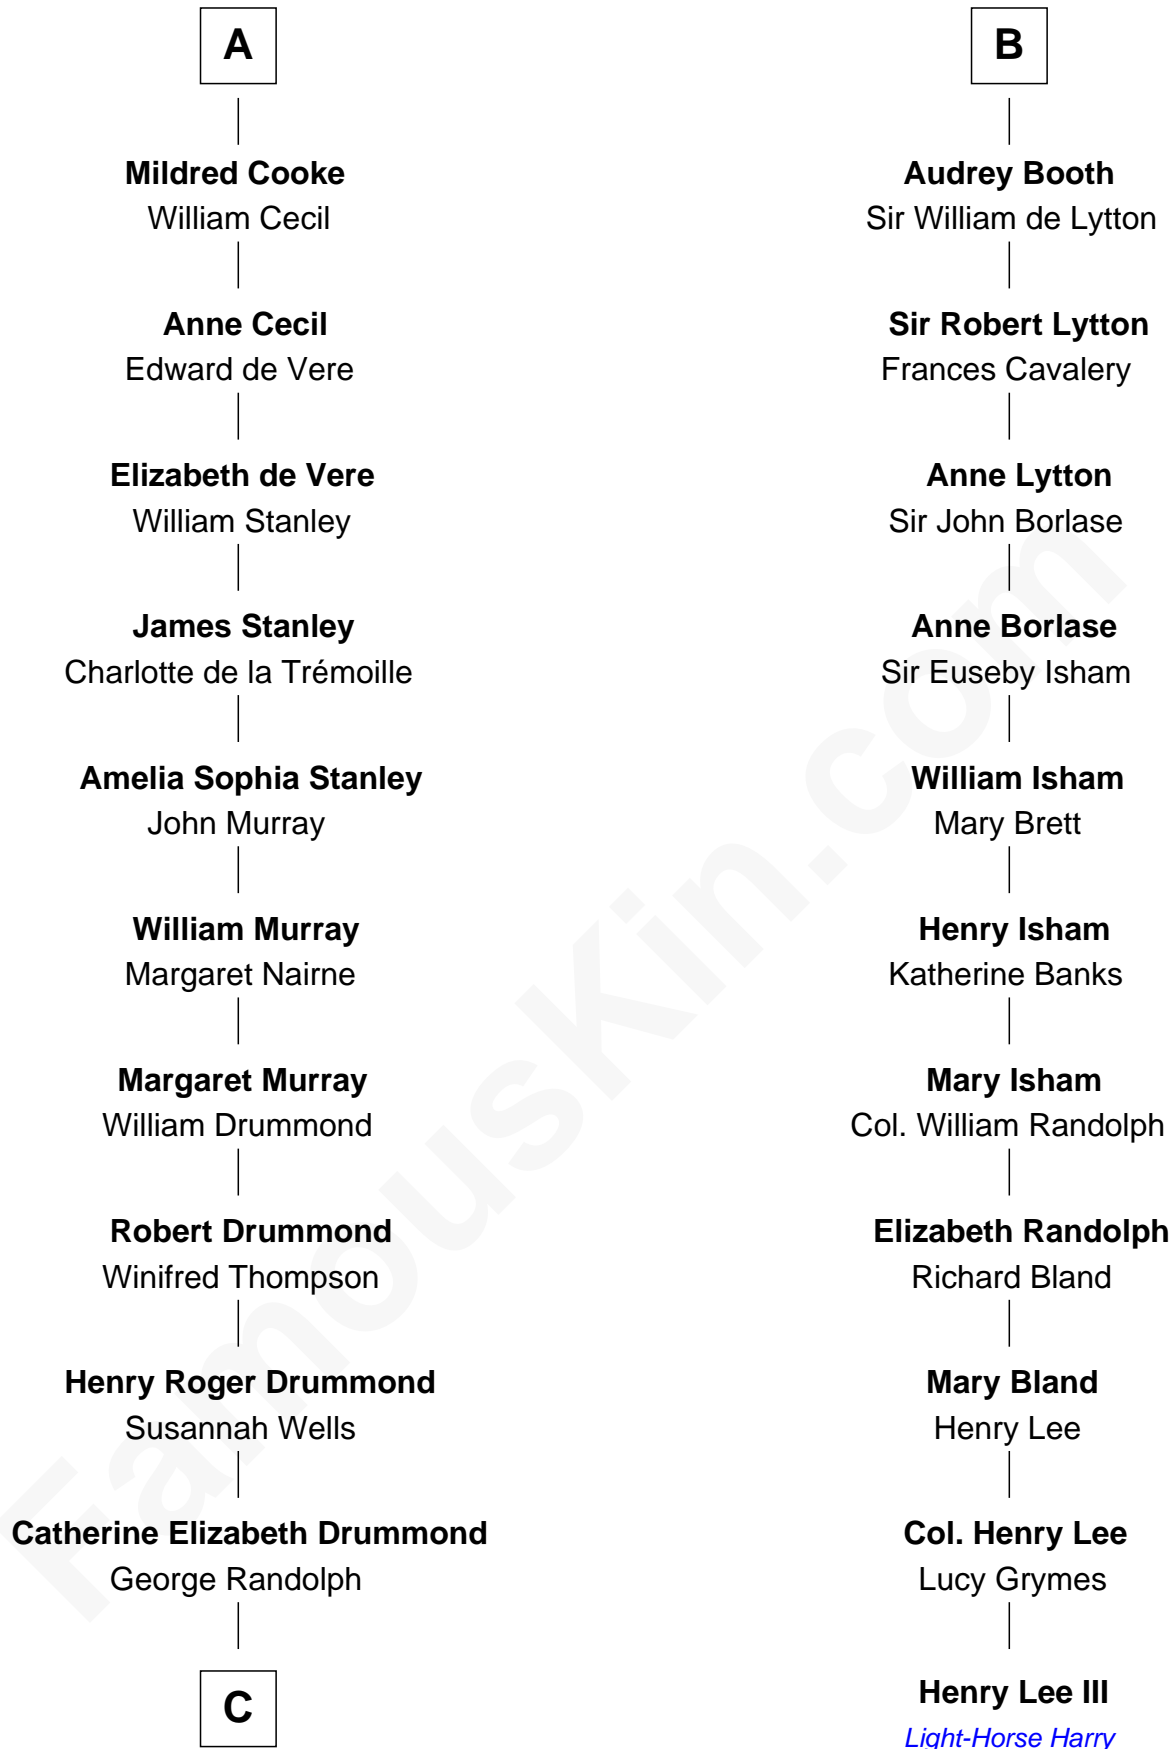 A
Mildred Cooke
William Cecil
Anne Cecil
Edward de Vere
Elizabeth de Vere
William Stanley
James Stanley
Charlotte de la Trémoille
Amelia Sophia Stanley
John Murray
William Murray
Margaret Nairne
Margaret Murray
William Drummond
Robert Drummond
Winifred Thompson
Henry Roger Drummond
Susannah Wells
Catherine Elizabeth Drummond
George Randolph
C
B
Audrey Booth
Sir William de Lytton
Sir Robert Lytton
Frances Cavalery
Anne Lytton
Sir John Borlase
Anne Borlase
Sir Euseby Isham
William Isham
Mary Brett
Henry Isham
Katherine Banks
Mary Isham
Col. William Randolph
Elizabeth Randolph
Richard Bland
Mary Bland
Henry Lee
Col. Henry Lee
Lucy Grymes
Henry Lee III
Light-Horse Harry
FamousKin.com